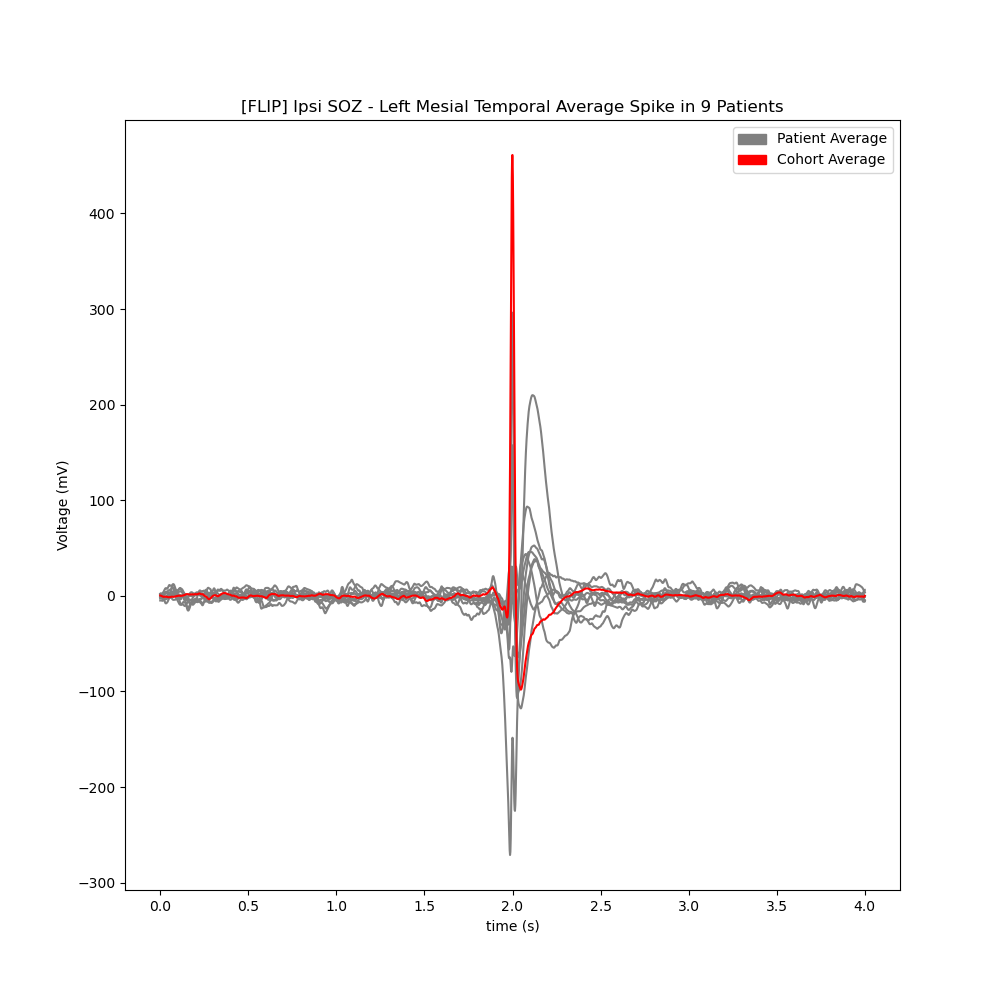 [FLIP] Ipsi SOZ - Left Mesial Temporal Average Spike in 9 Patients
Patient Average
Cohort Average
Voltage (mV)
400
300
200
100
0
−100
−200
−300
0.0 0.5 1.0 1.5 2.0 2.5 3.0 3.5 4.0
time (s)